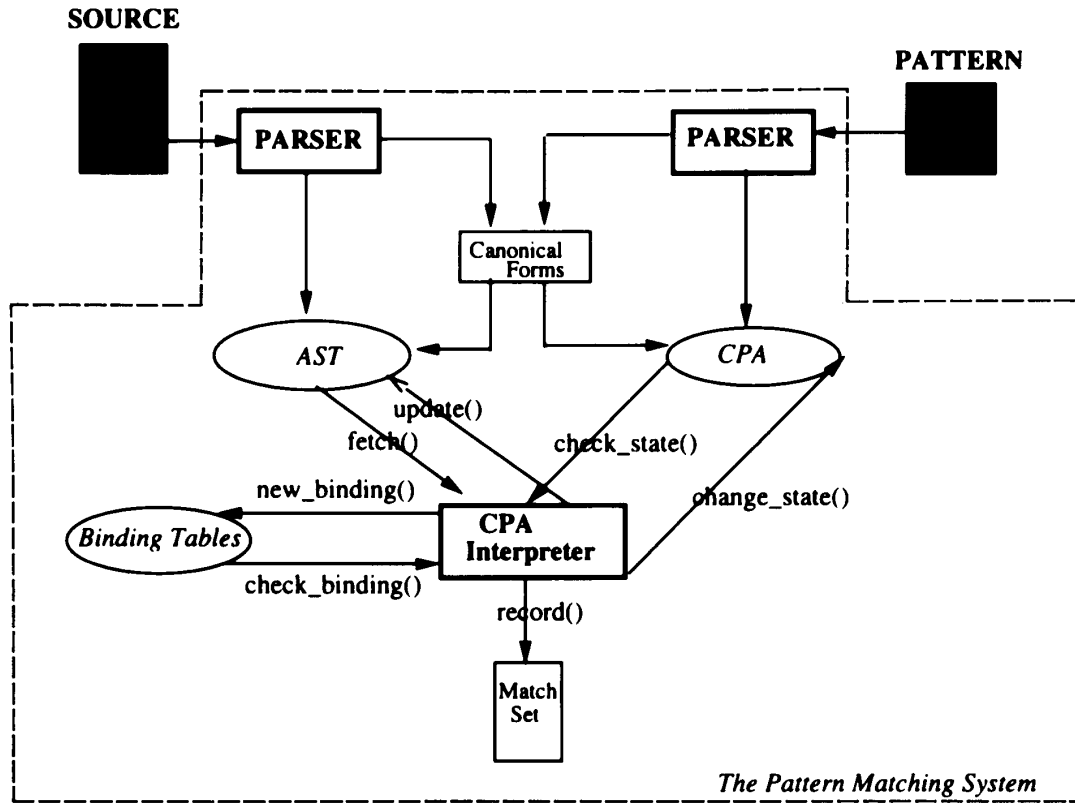 SOURCE
PATTERN
PARSER
PARSER
Canonical
Forms
AST
CPA
update()
fetch()
check_state()
new_binding()
change_state()
CPA
Interpreter
Binding Tables
check_binding()
record()
Match
Set
The Pattern Matching System